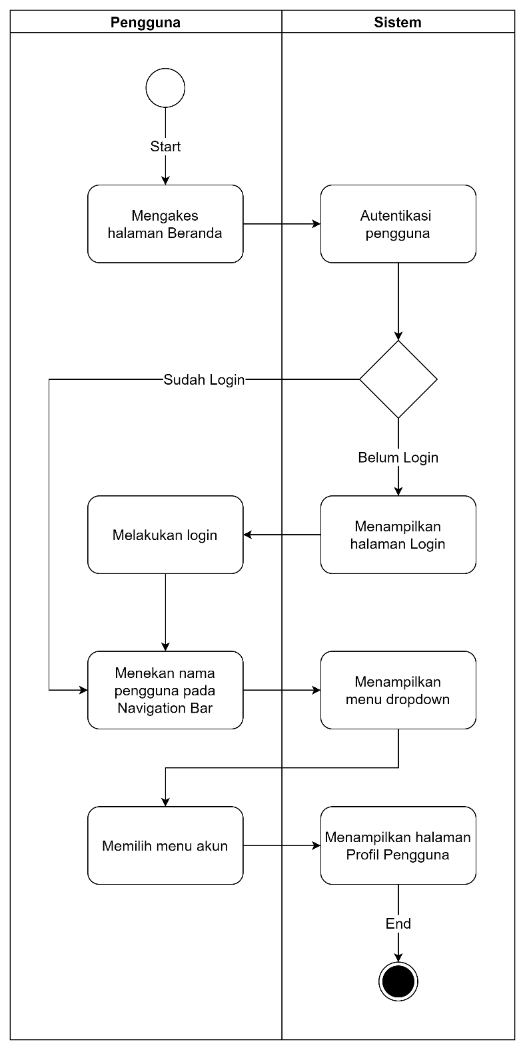 Pengguna
Sistem
Start
Mengakes
halaman Beranda
Autentikasi
pengguna
Sudah Login
Belum Login
Menampilkan
halaman Login
Melakukan login
Menekan nama
pengguna pada
Navigation Bar
Menampilkan
menu dropdown
Memilih menu akun
Menampilkan halaman
Profil Pengguna
End